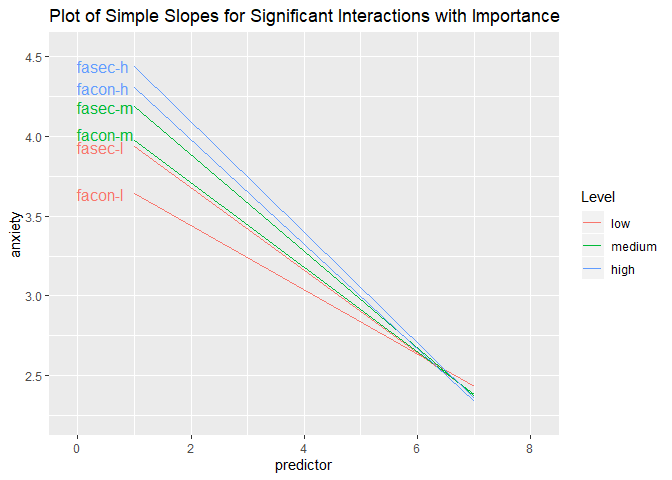 Plot of Simple Slopes for Significant Interactions with Importance
4.5
4.0
3.5
3.0
2.5
anxiety
fasec-h
facon-h
fasec-m
facon-m
fasec-l
facon-l
0 2 4 6 8
predictor
Level
low
medium
high